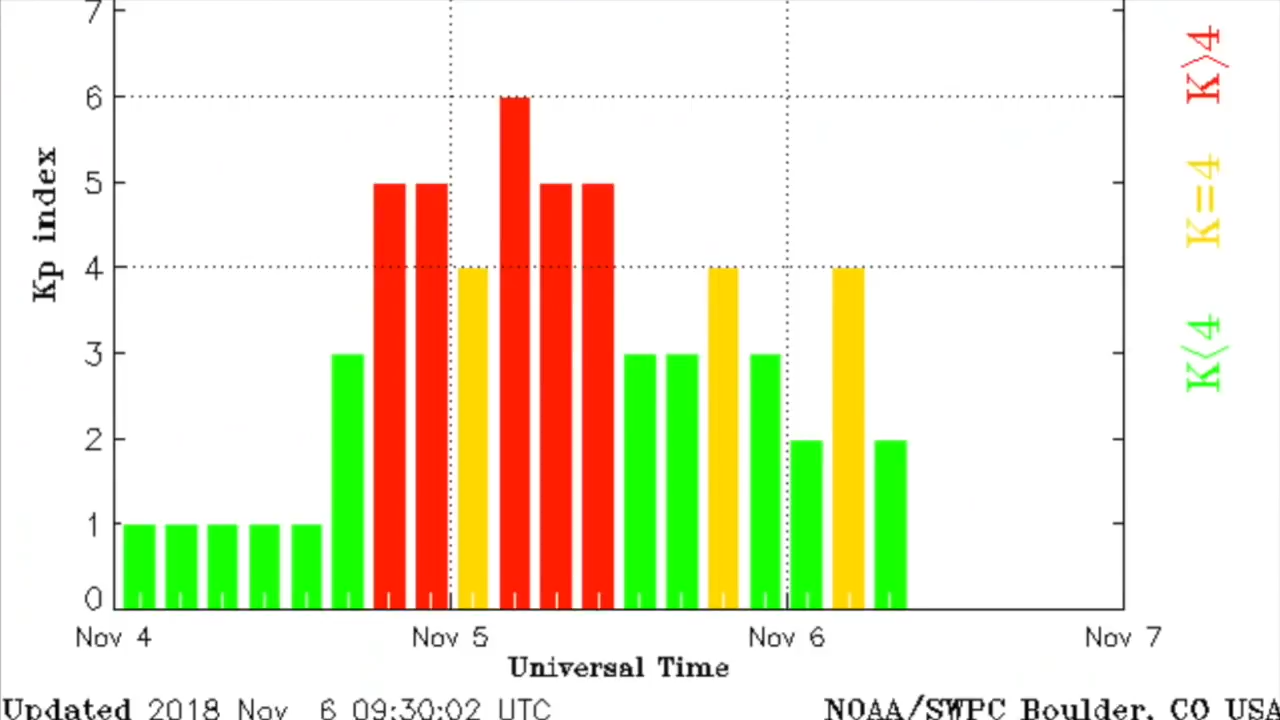 7
6
5
4
3
2
1
0
Kp index
Nov 4
Nov 5
Nov 6
Nov 7
Universal Time
K>4
K=4
K<4
Updated 2018 Nov 6 09:30:02 UTC
NOAA/SWPC Boulder, CO USA